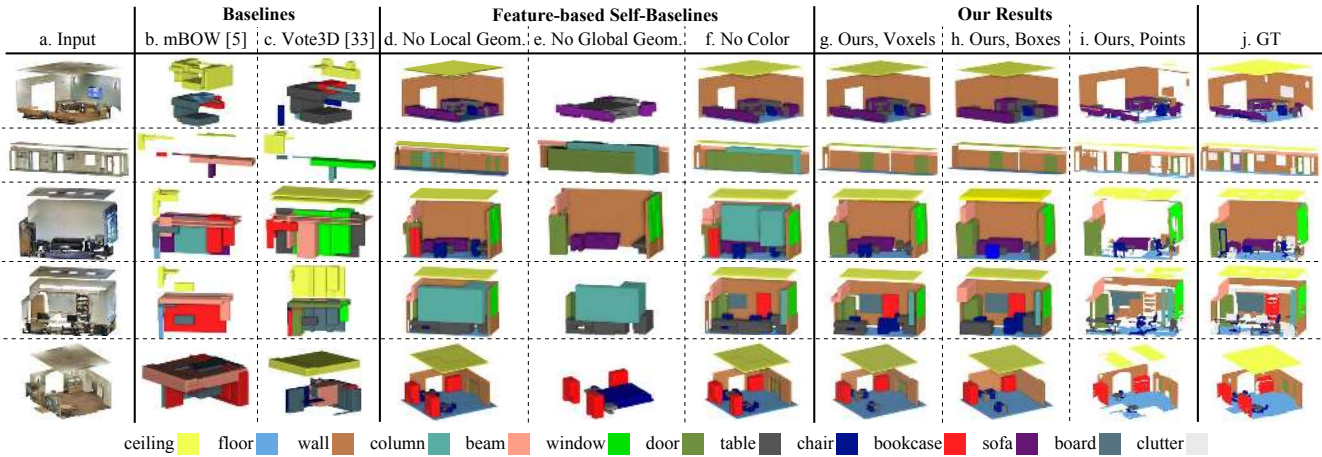 Baselines Feature-based Self-Baselines Our Results
a. Input b. mBOW [5] c. Vote3D [33] d. No Local Geom. e. No Global Geom. f. No Color g. Ours, Voxels h. Ours, Boxes i. Ours, Points j. GT
ceiling floor wall column beam window door table chair bookcase sofa board clutter